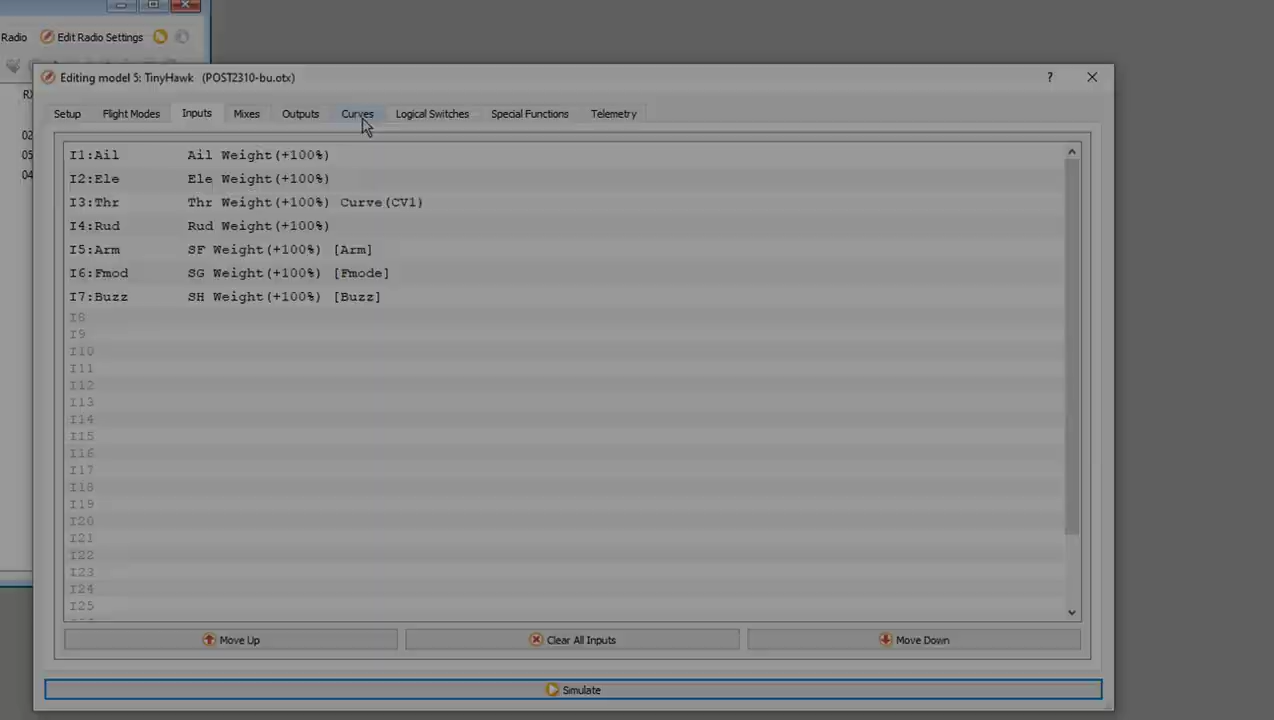 Radio Edit Radio Settings
Editing model 5: TinyHawk (POST2310-bu.otx) ?
RX
02
05
04
Setup Flight Modes Inputs Mixes Outputs Curves Logical Switches Special Functions Telemetry
I1:Ail Ail Weight(+100%)
I2:Ele Ele Weight(+100%)
I3:Thr Thr Weight(+100%) Curve(CV1)
I4:Rud Rud Weight(+100%)
I5:Arm SF Weight(+100%) [Arm]
I6:Fmod SG Weight(+100%) [Fmode]
I7:Buzz SH Weight(+100%) [Buzz]
I8
I9
I10
I11
I12
I13
I14
I15
I16
I17
I18
I19
I20
I21
I22
I23
I24
I25
Move Up Clear All Inputs Move Down
Simulate